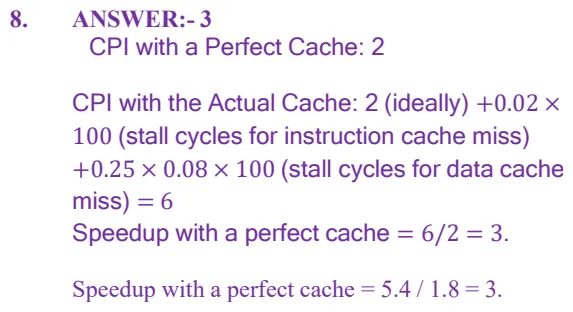 8. ANSWER:- 3
CPI with a Perfect Cache: 2
CPI with the Actual Cache: 2 (ideally) +0.02 ×
100 (stall cycles for instruction cache miss)
+0.25 × 0.08 × 100 (stall cycles for data cache
miss) = 6
Speedup with a perfect cache = 6/2 = 3.
Speedup with a perfect cache = 5.4 / 1.8 = 3.